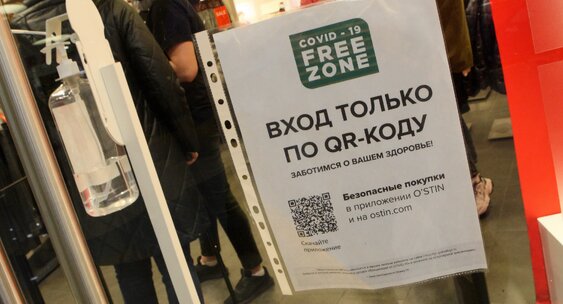 COVID - 19
FREE
ZONE
ВХОД ТОЛЬКО
ПО QR-КОДУ
ЗАБОТИМСЯ О ВАШЕМ ЗДОРОВЬЕ!
Безопасные покупки
в приложении O'STIN
и на ostin.com
Скачайте
приложение